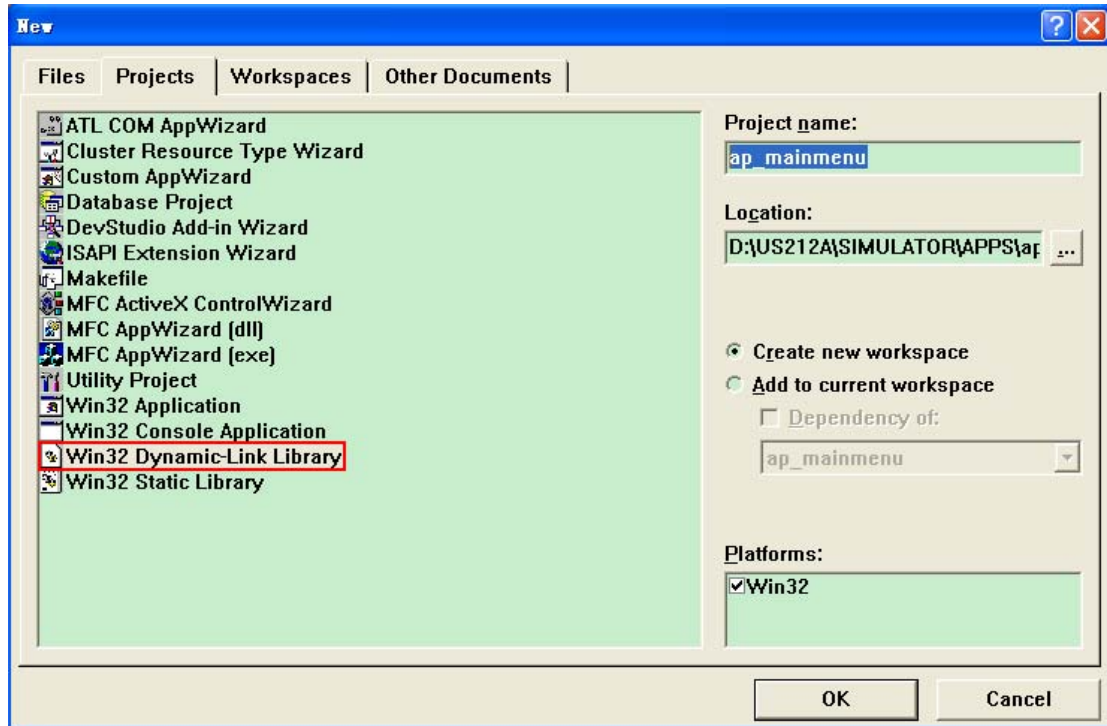 New
Files
Projects
Workspaces
Other Documents
ATL COM AppWizard
Cluster Resource Type Wizard
Custom AppWizard
Database Project
DevStudio Add-in Wizard
ISAPI Extension Wizard
Makefile
MFC ActiveX ControlWizard
MFC AppWizard (dll)
MFC AppWizard (exe)
Utility Project
Win32 Application
Win32 Console Application
Win32 Dynamic-Link Library
Win32 Static Library
Project name:
ap_mainmenu
Location:
D:\US212A\SIMULATOR\APPS\ap
...
Create new workspace
Add to current workspace
Dependency of:
ap_mainmenu
Platforms:
Win32
OK
Cancel